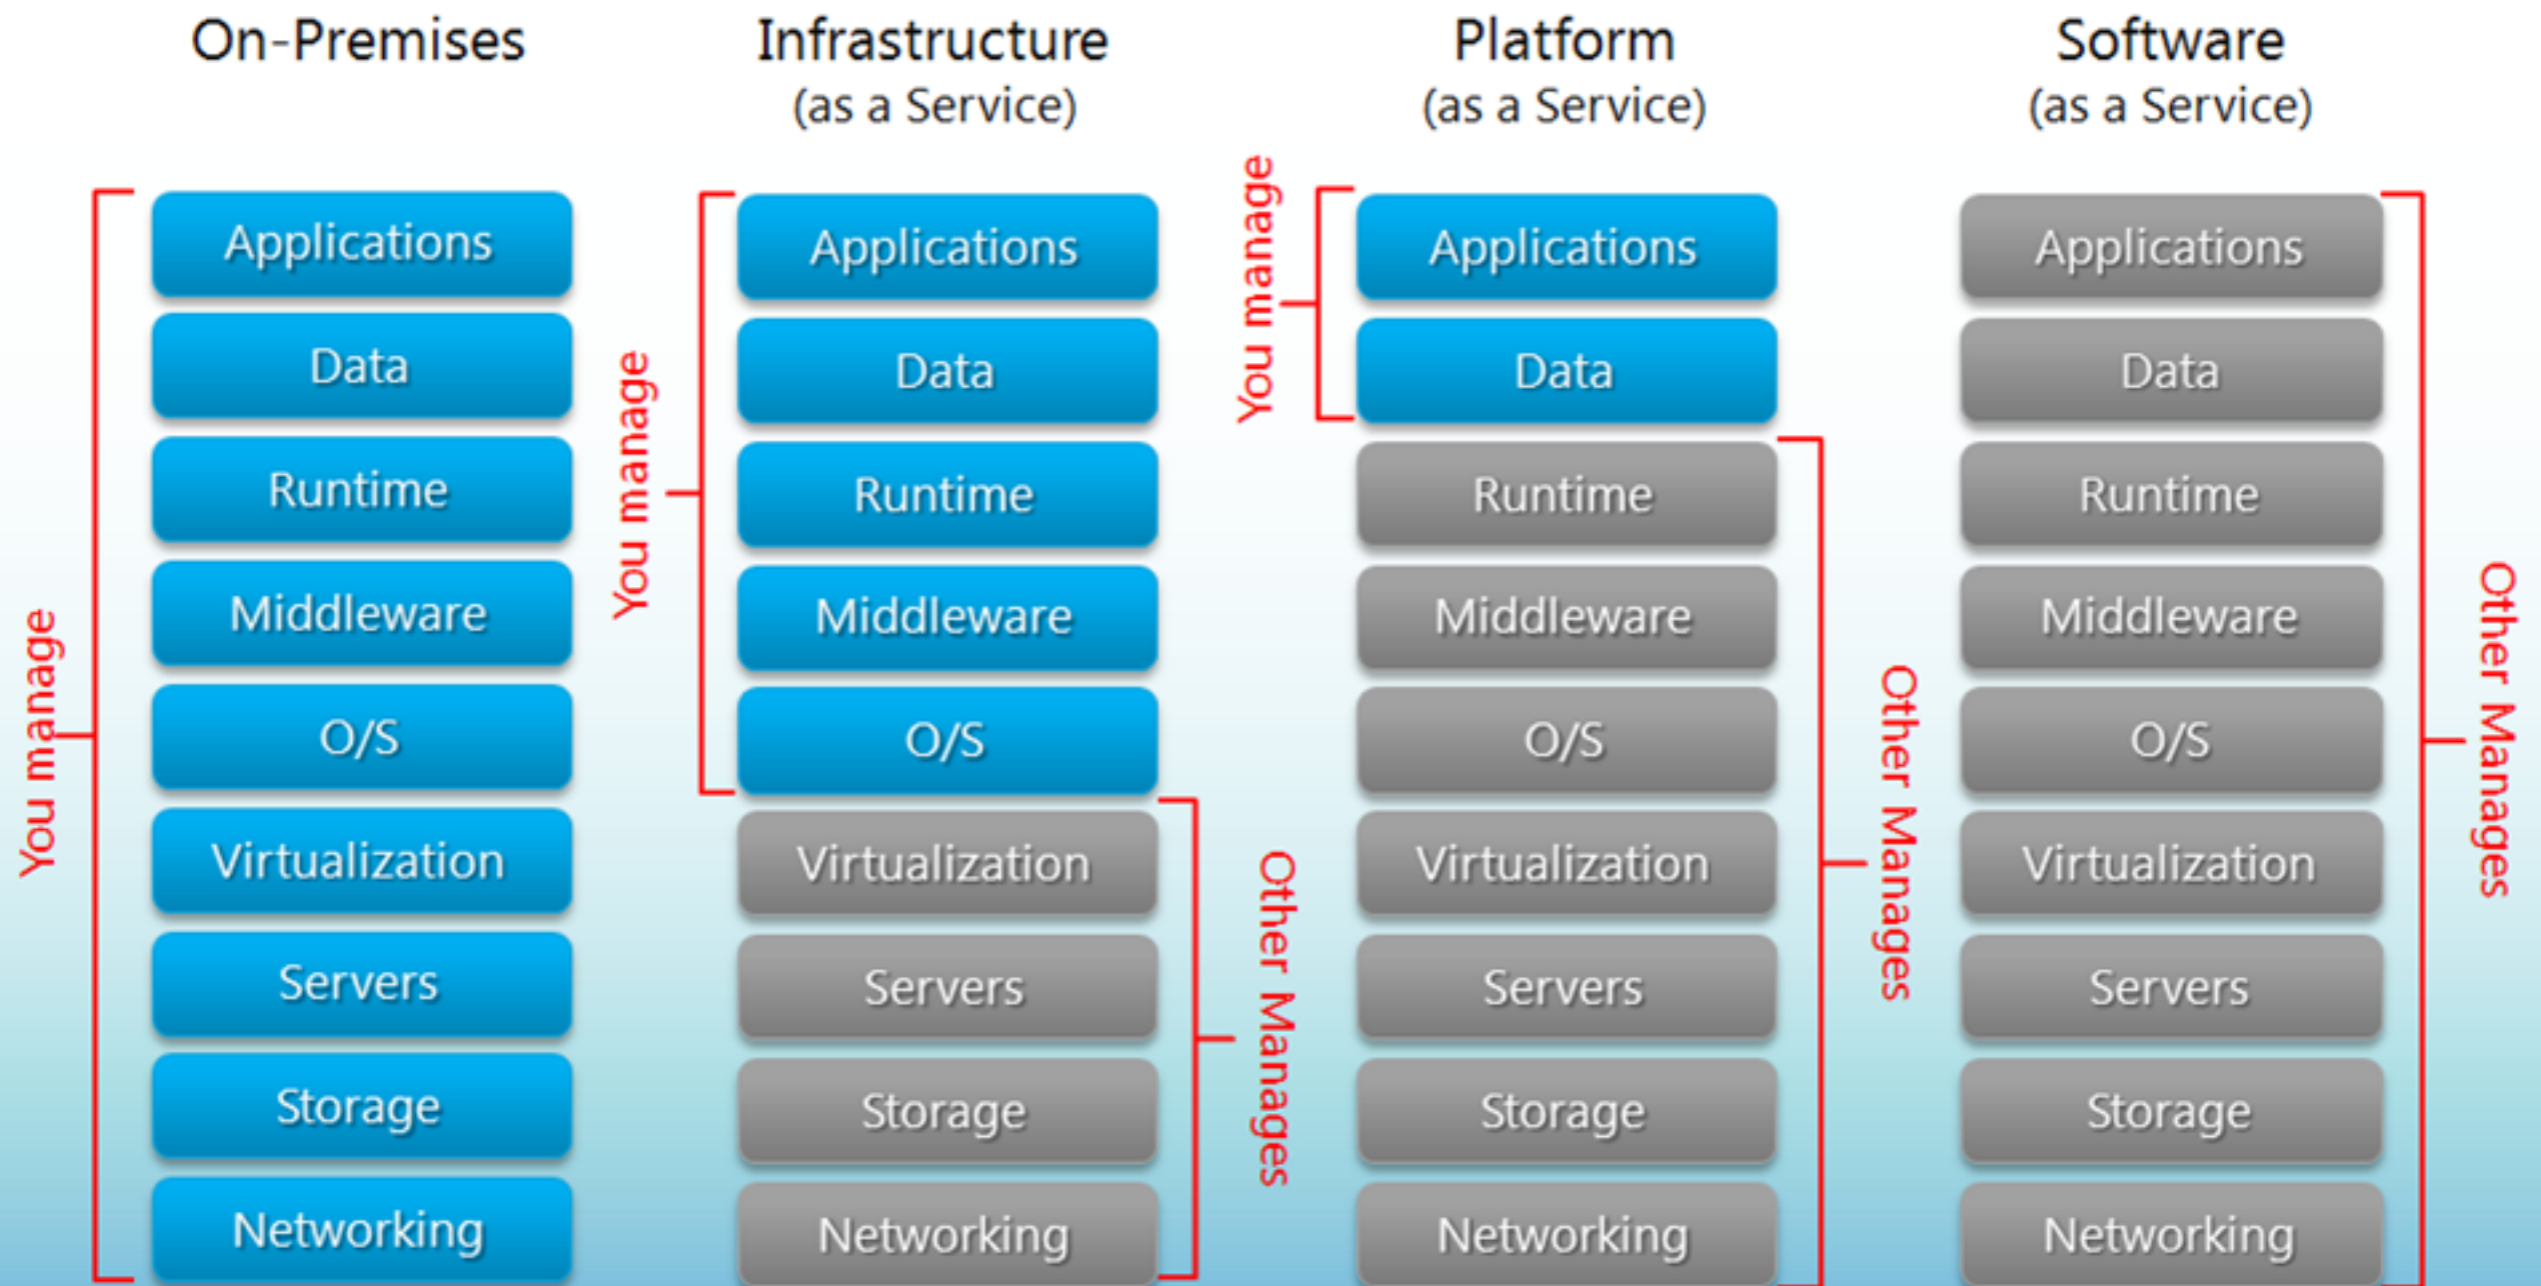 On-Premises
You manage
Applications
Data
Runtime
Middleware
O/S
Virtualization
Servers
Storage
Networking
Infrastructure
(as a Service)
You manage
Applications
Data
Runtime
Middleware
O/S
Virtualization
Servers
Storage
Networking
Other Manages
Platform
(as a Service)
You manage
Applications
Data
Runtime
Middleware
O/S
Virtualization
Servers
Storage
Networking
Other Manages
Software
(as a Service)
Applications
Data
Runtime
Middleware
O/S
Virtualization
Servers
Storage
Networking
Other Manages